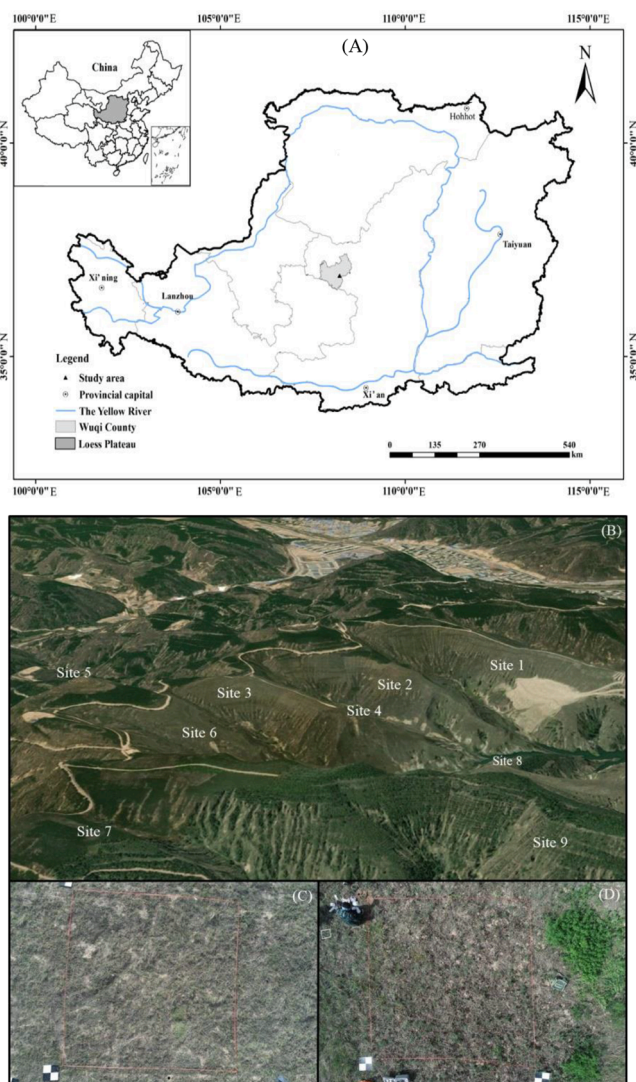 100°0'0"E 105°0'0"E 110°0'0"E 115°0'0"E
(A)
China
N
Hohhot
40°0'0"N
40°0'0"N
Taiyuan
Xi'ning
Lanzhou
35°0'0"N
35°0'0"N
Xi'an
Legend
Study area
Provincial capital
The Yellow River
Wuqi County
Loess Plateau
0 135 270 540
km
100°0'0"E 105°0'0"E 110°0'0"E 115°0'0"E
(B)
Site 1
Site 5
Site 2
Site 3
Site 4
Site 6
Site 8
Site 7
Site 9
(C)
(D)